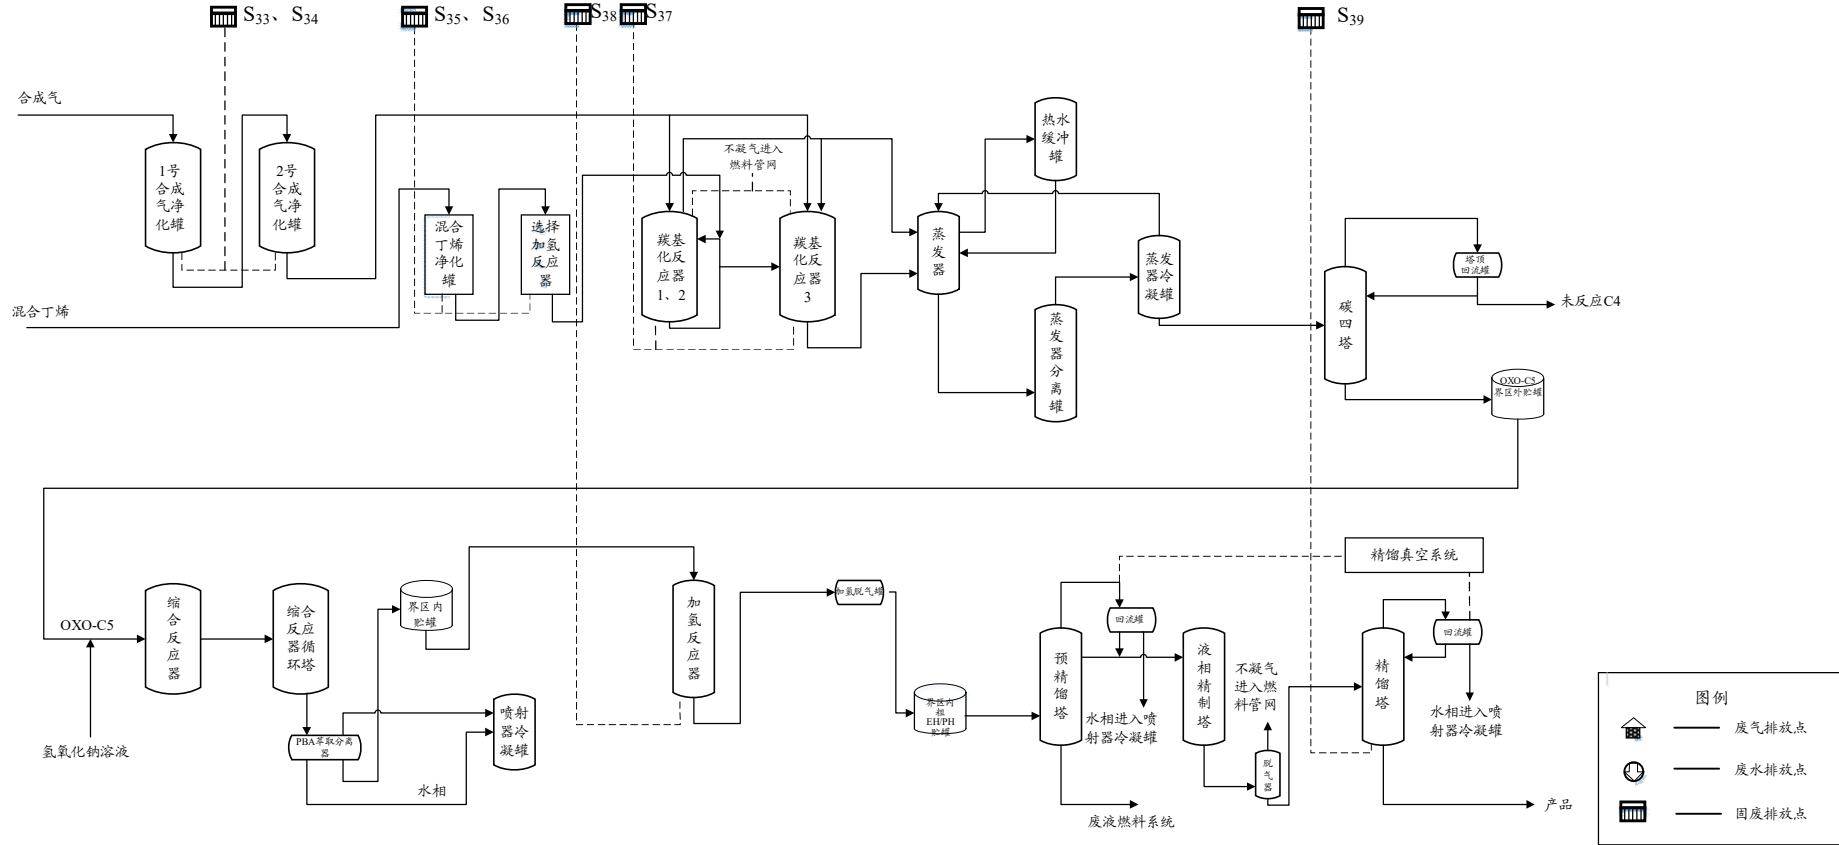 S33、S34
S35、S36
S38
S37
S39
合成气
1号
合成
气净
化罐
2号
合成
气净
化罐
混合丁烯
混合
丁烯
净化
罐
选择
加氢
反应
器
不凝气进入
燃料管网
羰基
化反
应器
1、2
羰基
化反
应器
3
蒸
发
器
热水
缓冲
罐
蒸
发
器
分
离
罐
蒸发
器冷
凝罐
碳
四
塔
塔顶
回流罐
未反应C4
OXO-C5
界区外贮罐
OXO-C5
氢氧化钠溶液
缩
合
反
应
器
缩合
反应
器循
环塔
PBA萃取分离
器
界区内
贮罐
喷射
器冷
凝罐
水相
加
氢
反
应
器
加氢脱气罐
界区内
粗
EH/PH
贮罐
预
精
馏
塔
回流罐
水相进入喷
射器冷凝罐
废液燃料系统
液
相
精
制
塔
不凝气
进入燃
料管网
脱
气
器
精馏真空系统
精
馏
塔
回流罐
水相进入喷
射器冷凝罐
产品
图例
废气排放点
废水排放点
固废排放点